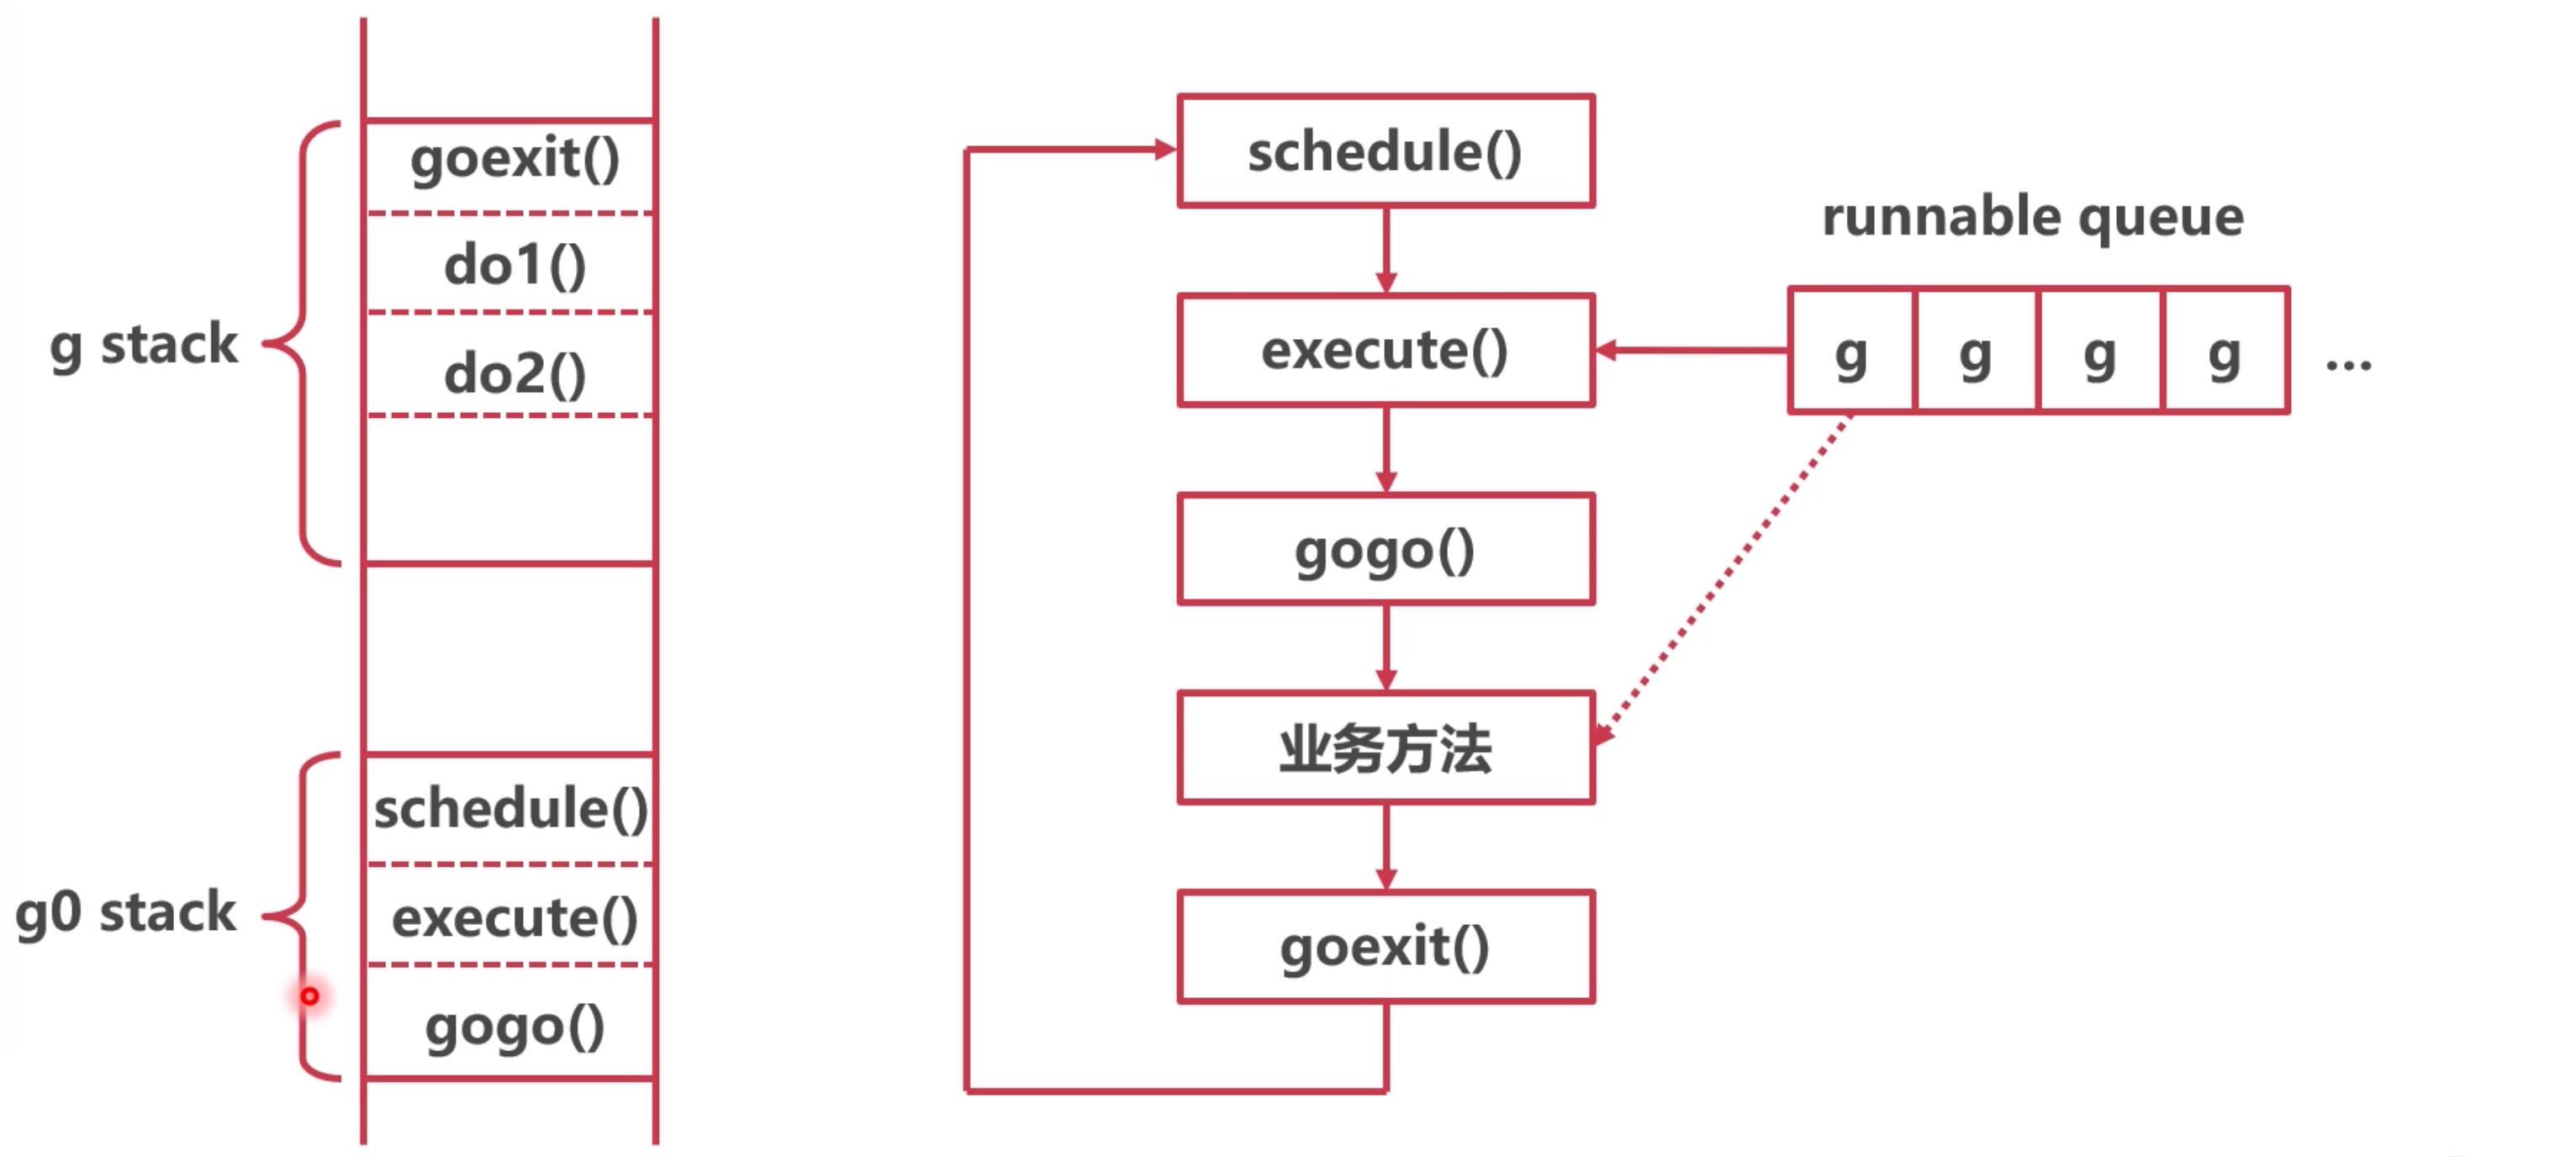 goexit()
do1()
g stack
do2()
schedule()
g0 stack
execute()
gogo()
schedule()
runnable queue
execute()
g g g g ...
gogo()
业务方法
goexit()